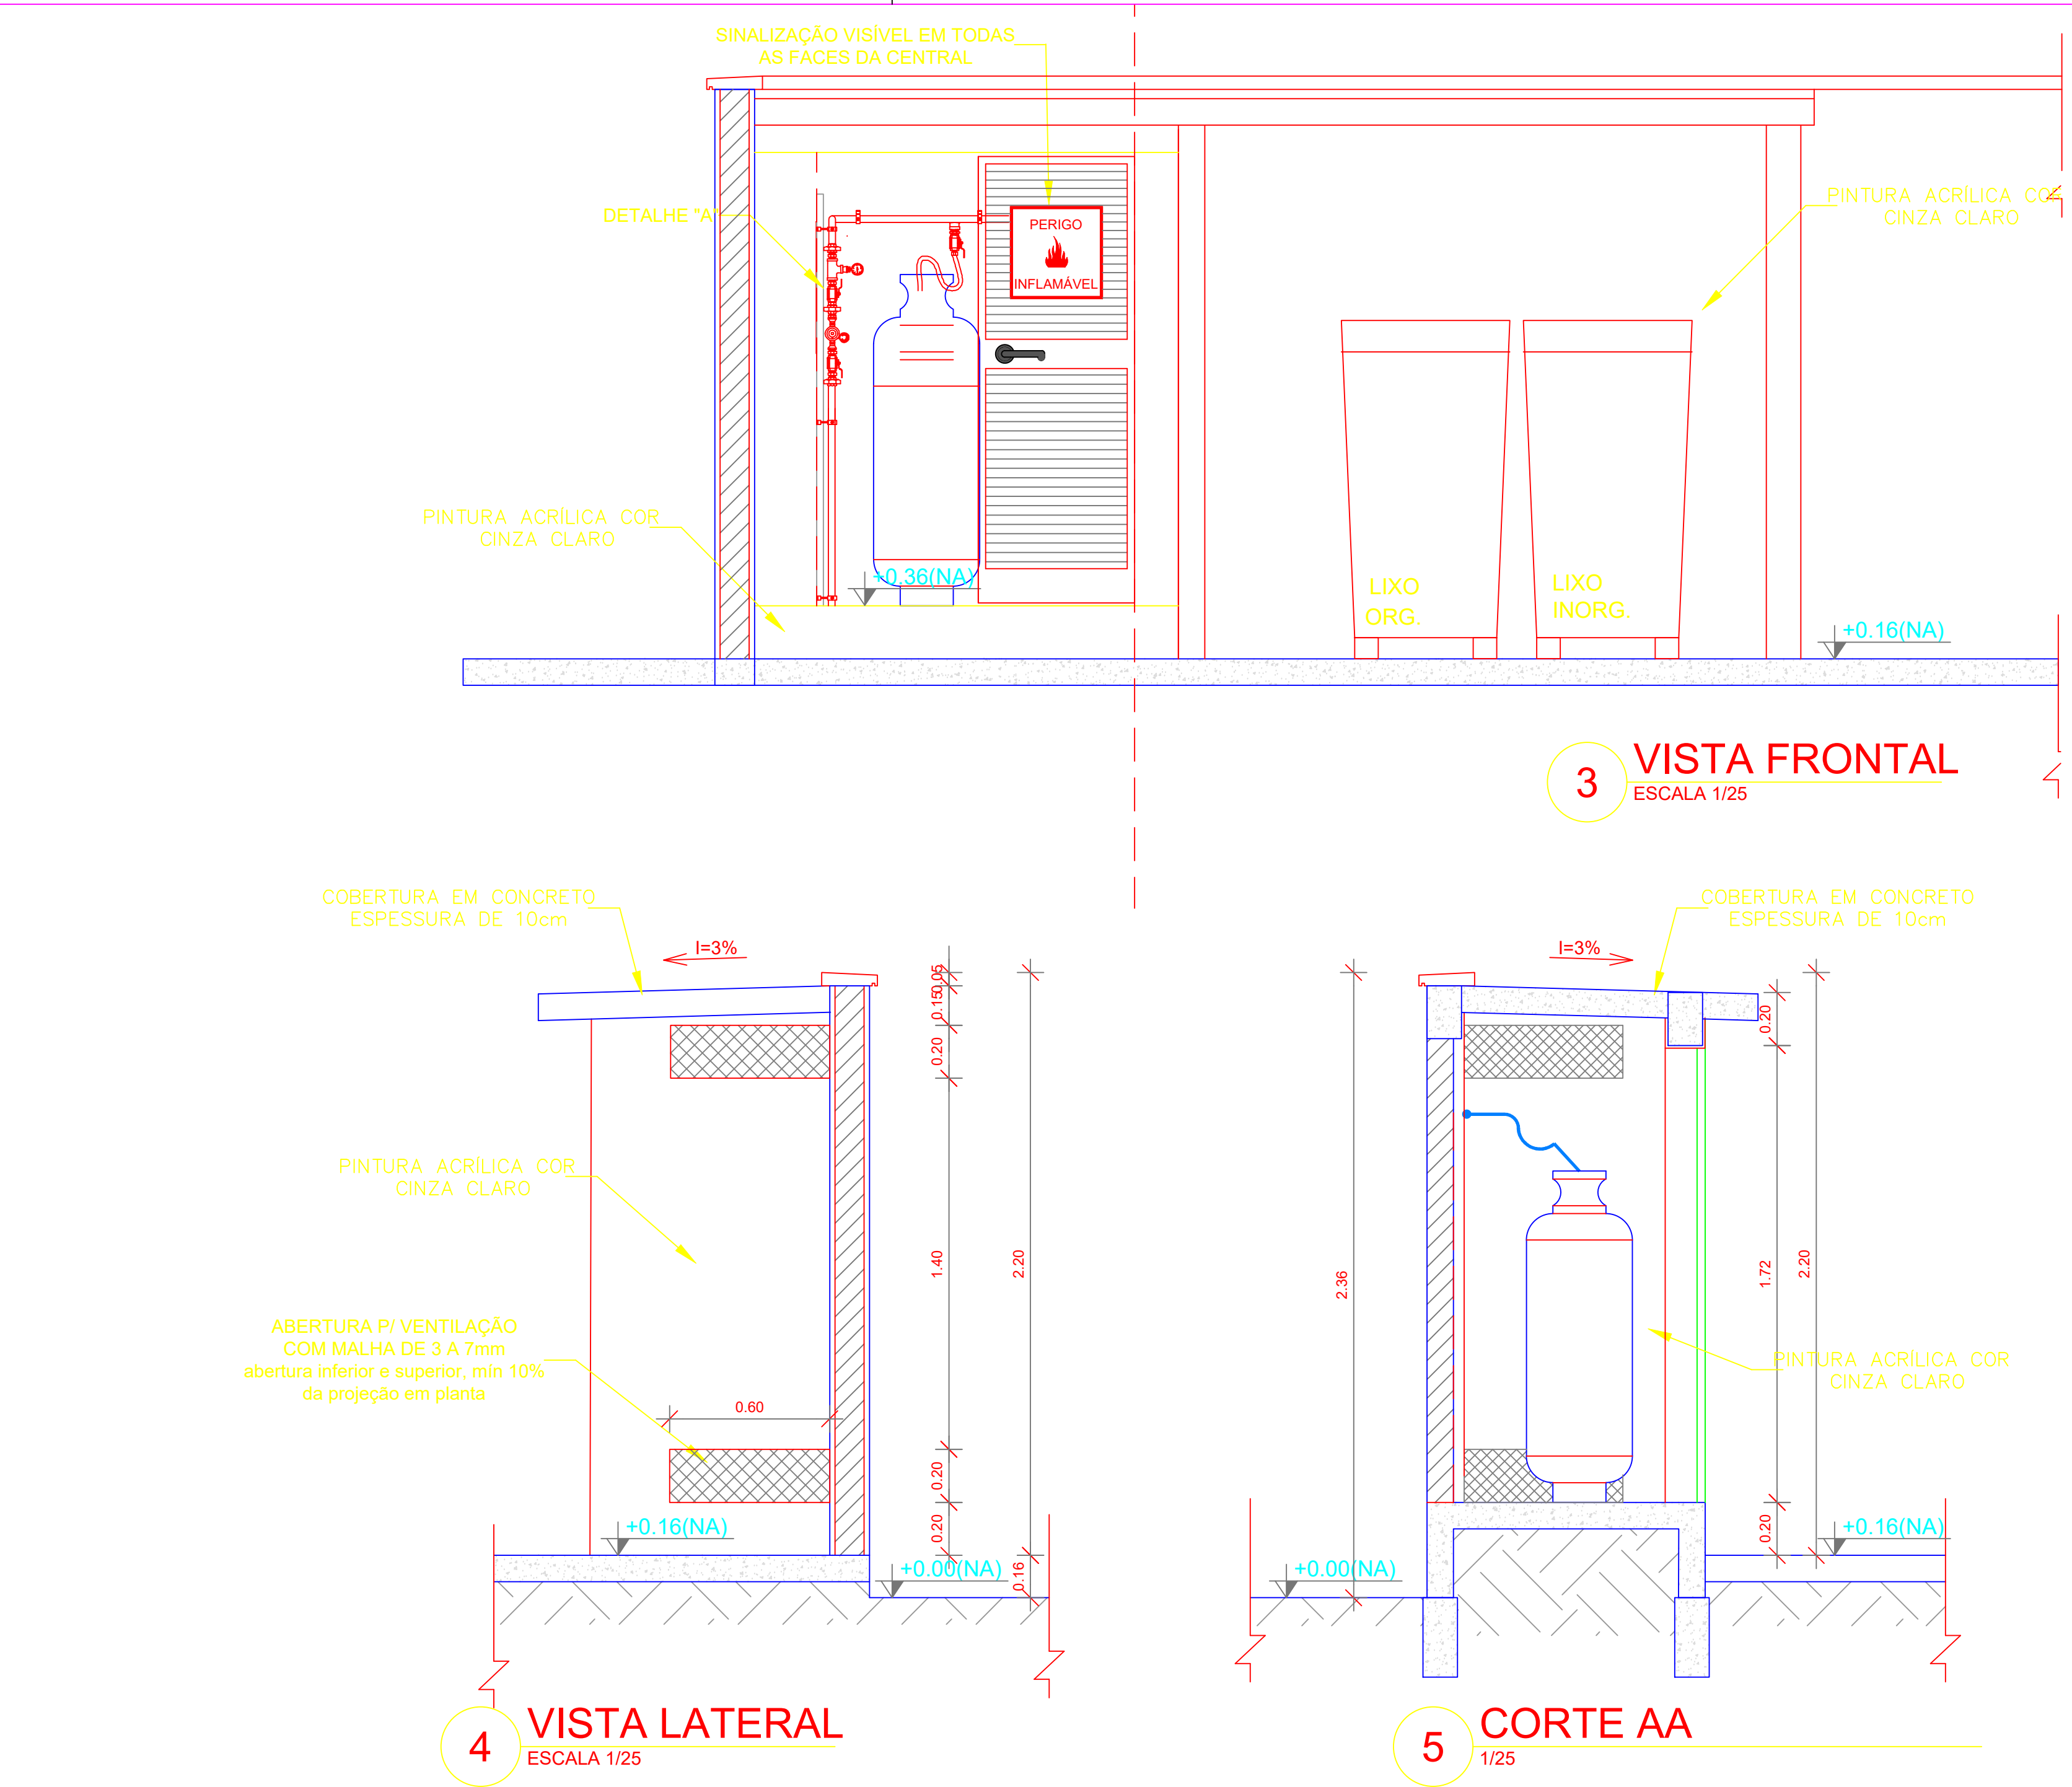 SINALIZAÇÃO VISÍVEL EM TODAS
AS FACES DA CENTRAL
DETALHE "A"
PERIGO
INFLAMÁVEL
PINTURA ACRÍLICA COR
CINZA CLARO
PINTURA ACRÍLICA COR
CINZA CLARO
+0.36(NA)
LIXO
ORG.
LIXO
INORG.
+0.16(NA)
3
VISTA FRONTAL
ESCALA 1/25
COBERTURA EM CONCRETO
ESPESSURA DE 10cm
I=3%
0.05
0.15
0.20
1.40
2.20
PINTURA ACRÍLICA COR
CINZA CLARO
ABERTURA P/ VENTILAÇÃO
COM MALHA DE 3 A 7mm
abertura inferior e superior, mín 10%
da projeção em planta
0.60
0.20
0.20
0.16
+0.16(NA)
+0.00(NA)
4
VISTA LATERAL
ESCALA 1/25
COBERTURA EM CONCRETO
ESPESSURA DE 10cm
I=3%
0.20
2.36
1.72
2.20
PINTURA ACRÍLICA COR
CINZA CLARO
0.20
+0.16(NA)
+0.00(NA)
5
CORTE AA
1/25